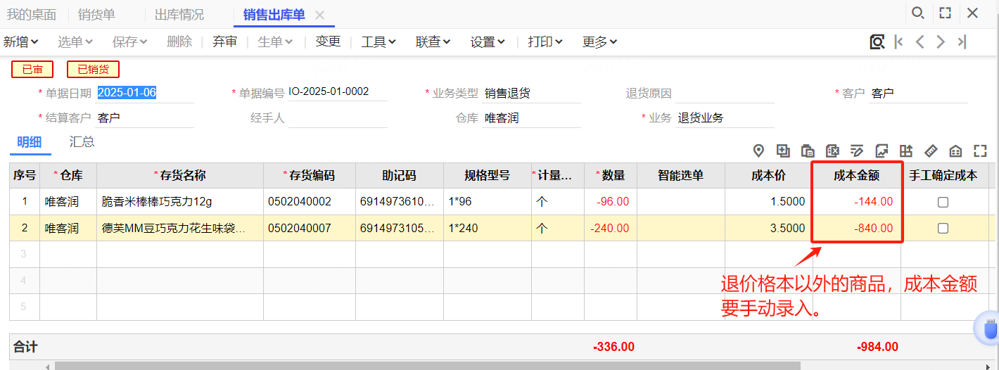 我的桌面 销货单 出库情况 销售出库单
新增 选单 保存 删除 弃审 生单 变更 工具 联查 设置 打印 更多
已审 已销货
* 单据日期 2025-01-06 * 单据编号 IO-2025-01-0002 * 业务类型 销售退货 退货原因 * 客户 客户
* 结算客户 客户 经手人 仓库 唯客润 * 业务 退货业务
明细 汇总
序号 * 仓库 * 存货名称 * 存货编码 助记码 规格型号 * 计量... * 数量 智能选单 成本价 成本金额 手工确定成本
1 唯客润 脆香米棒棒巧克力12g 0502040002 6914973610... 1*96 个 -96.00 1.5000 -144.00
2 唯客润 德芙MM豆巧克力花生味袋... 0502040007 6914973105... 1*240 个 -240.00 3.5000 -840.00
3
4
5
退价格本以外的商品，成本金额
要手动录入。
合计 -336.00 -984.00